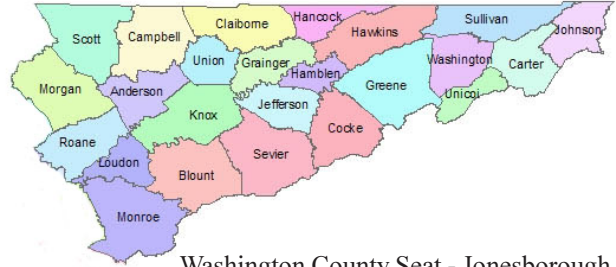 Hancock
Sullivan
Claiborne
Johnson
Scott
Campbell
Hawkins
Union
Grainger
Washington
Carter
Hamblen
Morgan
Anderson
Greene
Unicoi
Jefferson
Knox
Cocke
Roane
Loudon
Sevier
Blount
Monroe
Washington County Seat - Jonesborough